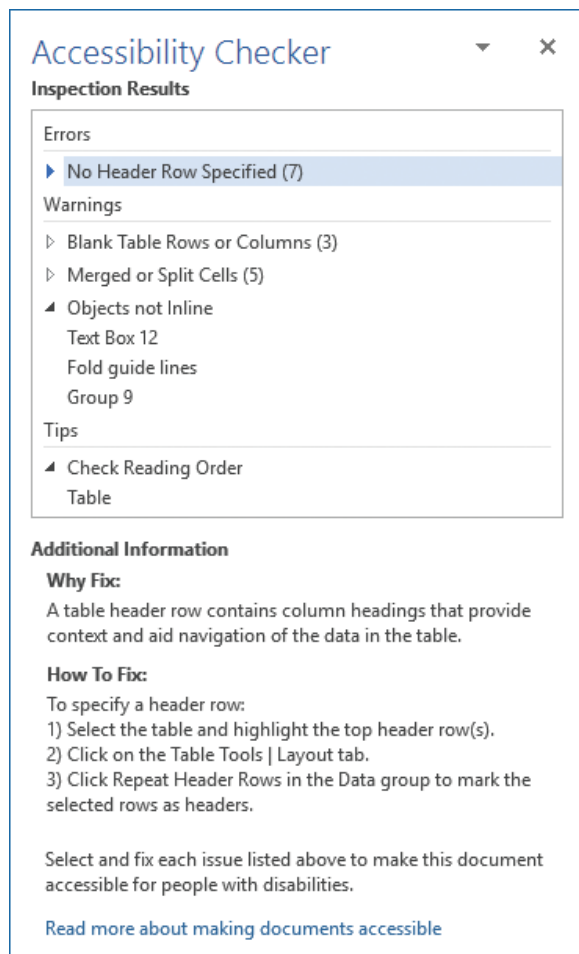 Accessibility Checker
Inspection Results
Errors
No Header Row Specified (7)
Warnings
Blank Table Rows or Columns (3)
Merged or Split Cells (5)
Objects not Inline
Text Box 12
Fold guide lines
Group 9
Tips
Check Reading Order
Table
Additional Information
Why Fix:
A table header row contains column headings that provide
context and aid navigation of the data in the table.
How To Fix:
To specify a header row:
1) Select the table and highlight the top header row(s).
2) Click on the Table Tools | Layout tab.
3) Click Repeat Header Rows in the Data group to mark the
selected rows as headers.
Select and fix each issue listed above to make this document
accessible for people with disabilities.
Read more about making documents accessible